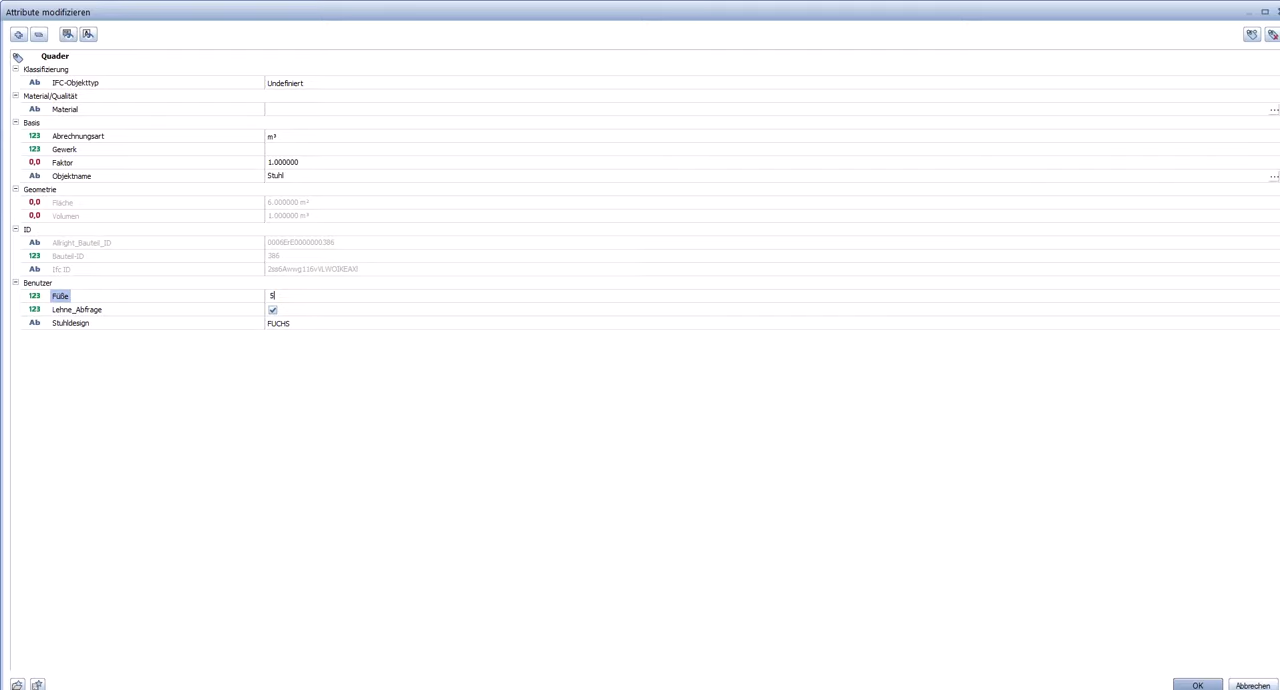 Attribute modifizieren
Quader
Klassifizierung
Ab IFC-Objekttyp Undefiniert
Material/Qualität
Ab Material ...
Basis
123 Abrechnungsart m³
123 Gewerk
0,0 Faktor 1.000000
Ab Objektname Stuhl ...
Geometrie
0,0 Fläche 6.000000 m²
0,0 Volumen 1.000000 m³
ID
Ab Allright_Bauteil_ID 0006ErE0000000386
123 Bauteil-ID 386
Ab Ifc ID
Benutzer
123 Füße 5
123 Lehne_Abfrage
Ab Stuhldesign FUCHS
OK Abbrechen